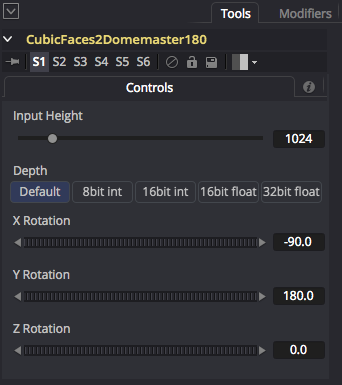 Tools Modifiers
CubicFaces2Domemaster180
S1 S2 S3 S4 S5 S6
Controls
Input Height
1024
Depth
Default 8bit int 16bit int 16bit float 32bit float
X Rotation
-90.0
Y Rotation
180.0
Z Rotation
0.0